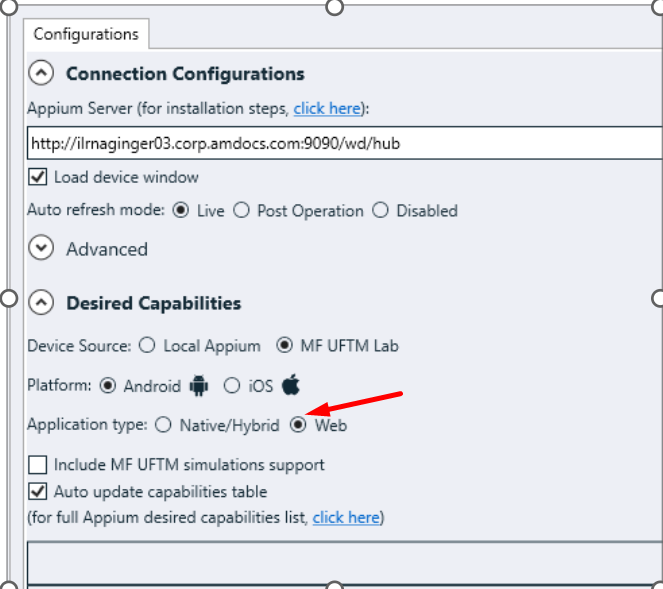 Configurations
Connection Configurations
Appium Server (for installation steps, click here):
http://ilrnaginger03.corp.amdocs.com:9090/wd/hub
Load device window
Auto refresh mode: Live Post Operation Disabled
Advanced
Desired Capabilities
Device Source: Local Appium MF UFTM Lab
Platform: Android iOS
Application type: Native/Hybrid Web
Include MF UFTM simulations support
Auto update capabilities table
(for full Appium desired capabilities list, click here)